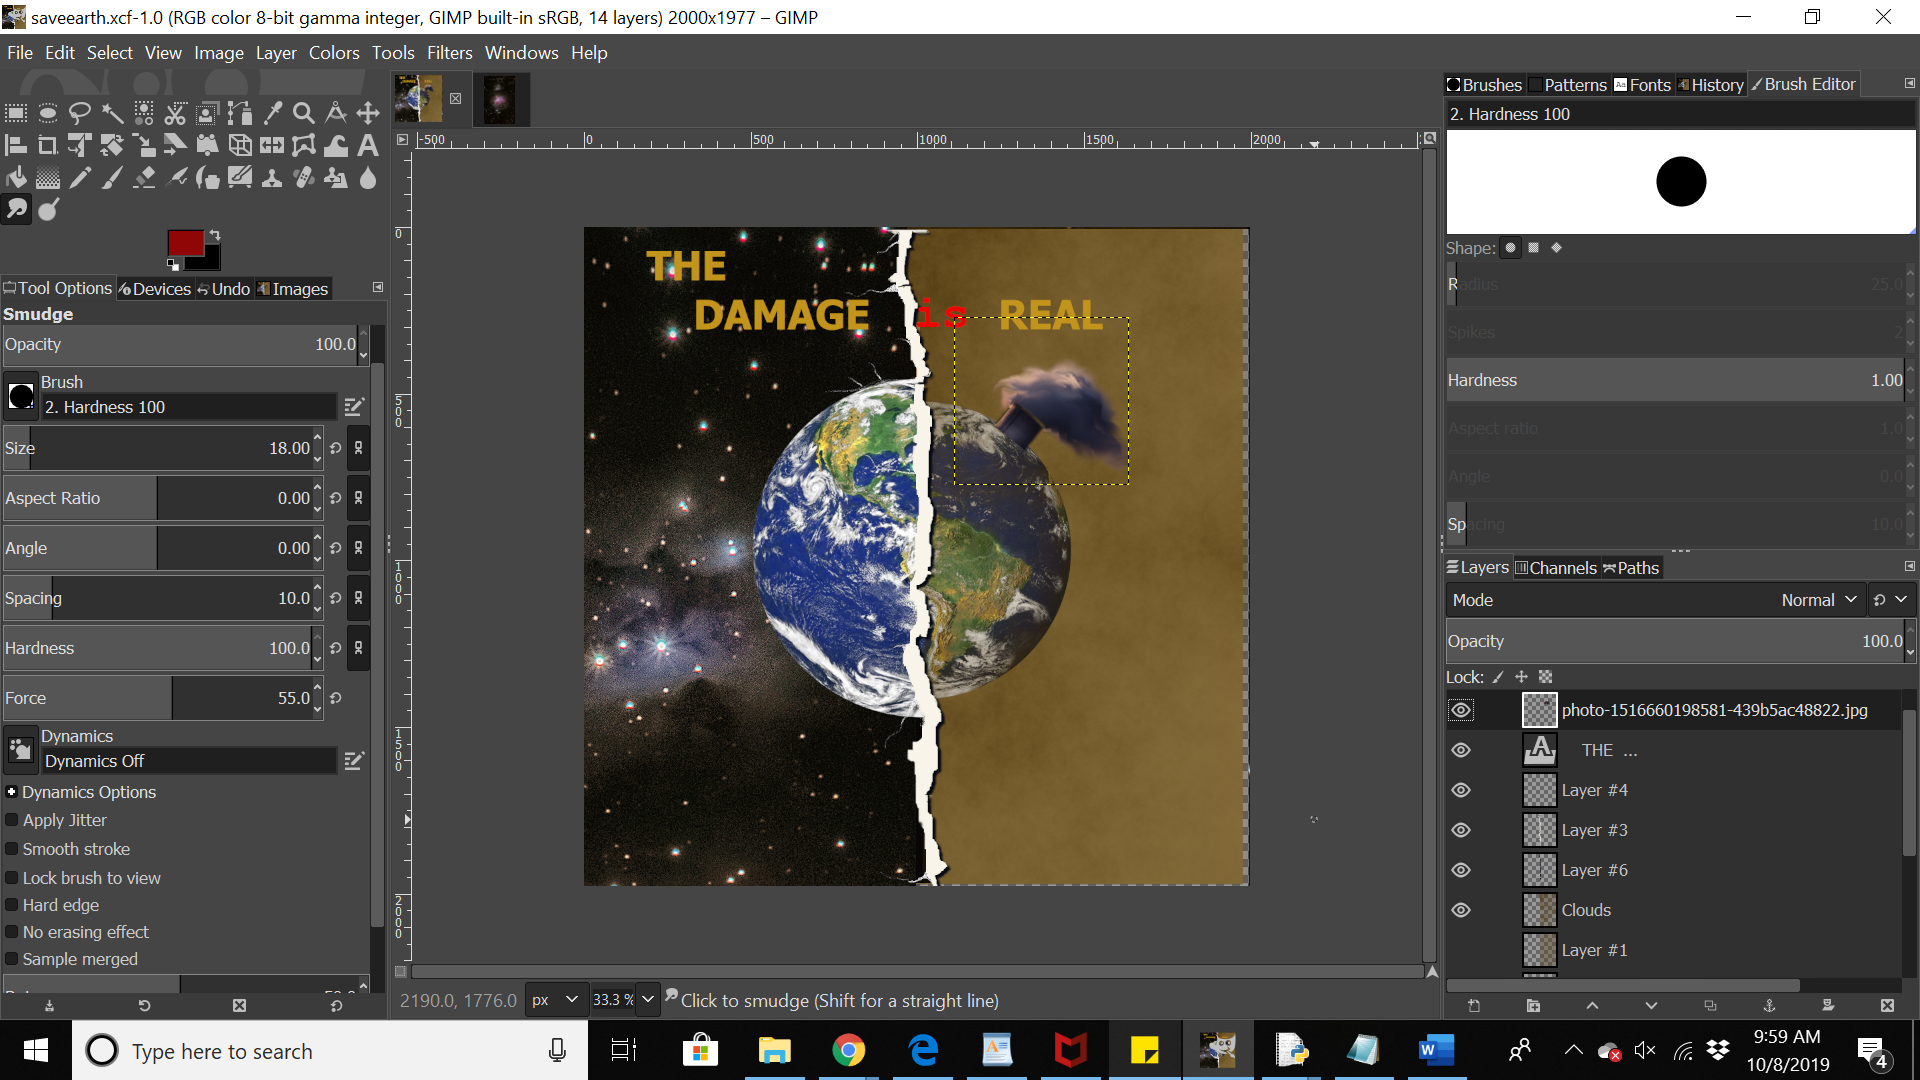 saveearth.xcf-1.0 (RGB color 8-bit gamma integer, GIMP built-in sRGB, 14 layers) 2000x1977 – GIMP
File Edit Select View Image Layer Colors Tools Filters Windows Help
Tool Options Devices Undo Images
Smudge
Opacity 100.0
Brush
2. Hardness 100
Size 18.00
Aspect Ratio 0.00
Angle 0.00
Spacing 10.0
Hardness 100.0
Force 55.0
Dynamics
Dynamics Off
Dynamics Options
Apply Jitter
Smooth stroke
Lock brush to view
Hard edge
No erasing effect
Sample merged
-500 0 500 1000 1500 2000
0
500
1000
1500
2000
THE
DAMAGE is REAL
2190.0, 1776.0 px 33.3 % Click to smudge (Shift for a straight line)
Brushes Patterns Fonts History Brush Editor
2. Hardness 100
Shape:
Radius 25.0
Spikes 2
Hardness 1.00
Aspect ratio 1.0
Angle 0.0
Spacing 10.0
Layers Channels Paths
Mode Normal
Opacity 100.0
Lock:
photo-1516660198581-439b5ac48822.jpg
THE ...
Layer #4
Layer #3
Layer #6
Clouds
Layer #1
Type here to search
9:59 AM
10/8/2019
4